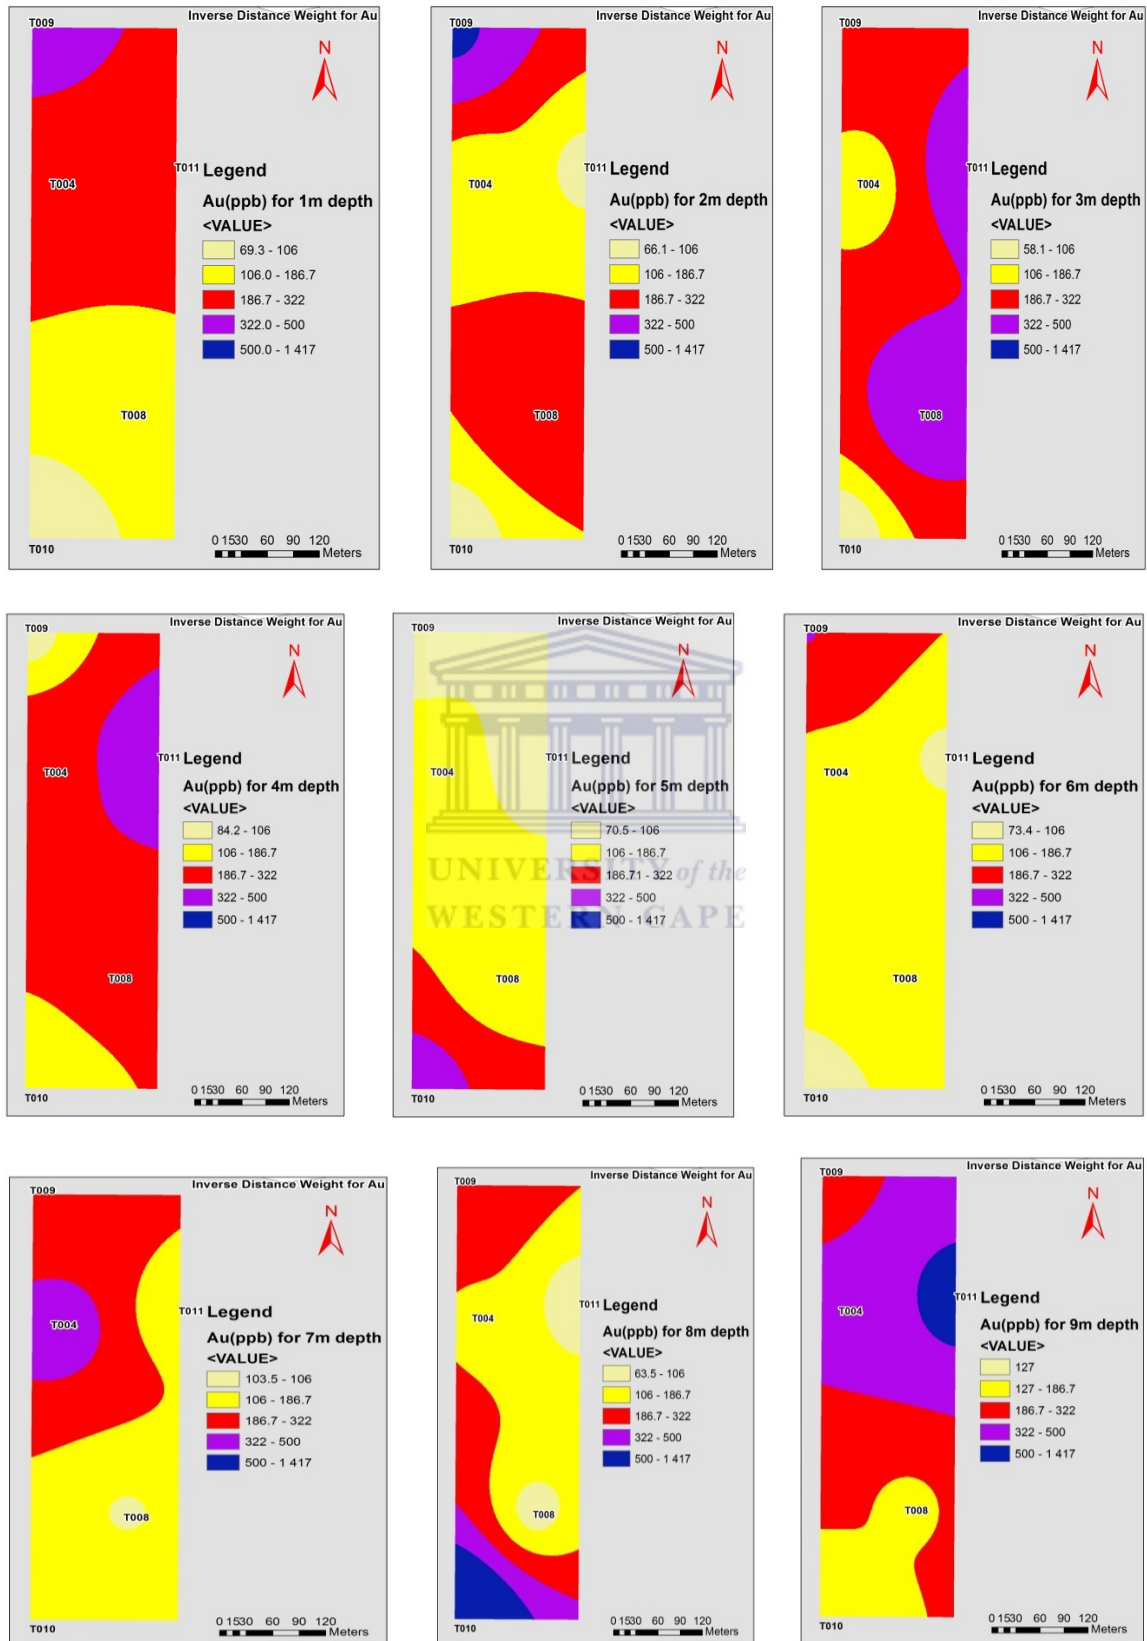 T009
Inverse Distance Weight for Au
N
T011 Legend
T004
Au(ppb) for 1m depth
<VALUE>
69.3 - 106
106.0 - 186.7
186.7 - 322
322.0 - 500
500.0 - 1 417
T008
T010
0 1530 60 90 120
Meters
T009
Inverse Distance Weight for Au
N
T011 Legend
T004
Au(ppb) for 2m depth
<VALUE>
66.1 - 106
106 - 186.7
186.7 - 322
322 - 500
500 - 1 417
T008
T010
0 1530 60 90 120
Meters
T009
Inverse Distance Weight for Au
N
T011 Legend
T004
Au(ppb) for 3m depth
<VALUE>
58.1 - 106
106 - 186.7
186.7 - 322
322 - 500
500 - 1 417
T008
T010
0 1530 60 90 120
Meters
T009
Inverse Distance Weight for Au
N
T011 Legend
T004
Au(ppb) for 4m depth
<VALUE>
84.2 - 106
106 - 186.7
186.7 - 322
322 - 500
500 - 1 417
T008
T010
0 1530 60 90 120
Meters
T009
Inverse Distance Weight for Au
N
T011 Legend
T004
Au(ppb) for 5m depth
<VALUE>
70.5 - 106
106 - 186.7
186.71 - 322
322 - 500
500 - 1 417
T008
T010
0 1530 60 90 120
Meters
UNIVERSITY of the
WESTERN CAPE
T009
Inverse Distance Weight for Au
N
T011 Legend
T004
Au(ppb) for 6m depth
<VALUE>
73.4 - 106
106 - 186.7
186.7 - 322
322 - 500
500 - 1 417
T008
T010
0 1530 60 90 120
Meters
T009
Inverse Distance Weight for Au
N
T011 Legend
T004
Au(ppb) for 7m depth
<VALUE>
103.5 - 106
106 - 186.7
186.7 - 322
322 - 500
500 - 1 417
T008
T010
0 1530 60 90 120
Meters
T009
Inverse Distance Weight for Au
N
T011 Legend
T004
Au(ppb) for 8m depth
<VALUE>
63.5 - 106
106 - 186.7
186.7 - 322
322 - 500
500 - 1 417
T008
T010
0 1530 60 90 120
Meters
T009
Inverse Distance Weight for Au
N
T011 Legend
T004
Au(ppb) for 9m depth
<VALUE>
127
127 - 186.7
186.7 - 322
322 - 500
500 - 1 417
T008
T010
0 1530 60 90 120
Meters